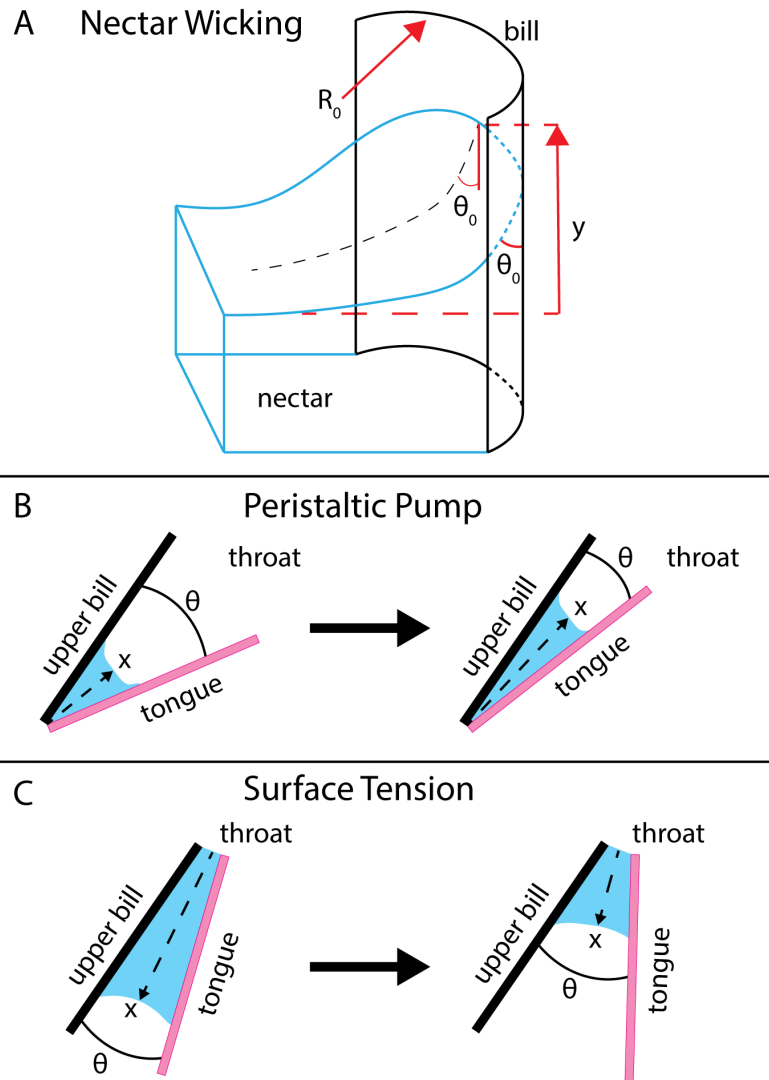 A Nectar Wicking
bill
R₀
θ₀
y
θ₀
nectar
B Peristaltic Pump
throat
θ
upper bill
x
tongue
throat
θ
upper bill
x
tongue
C Surface Tension
throat
upper bill
x
tongue
θ
throat
upper bill
x
tongue
θ